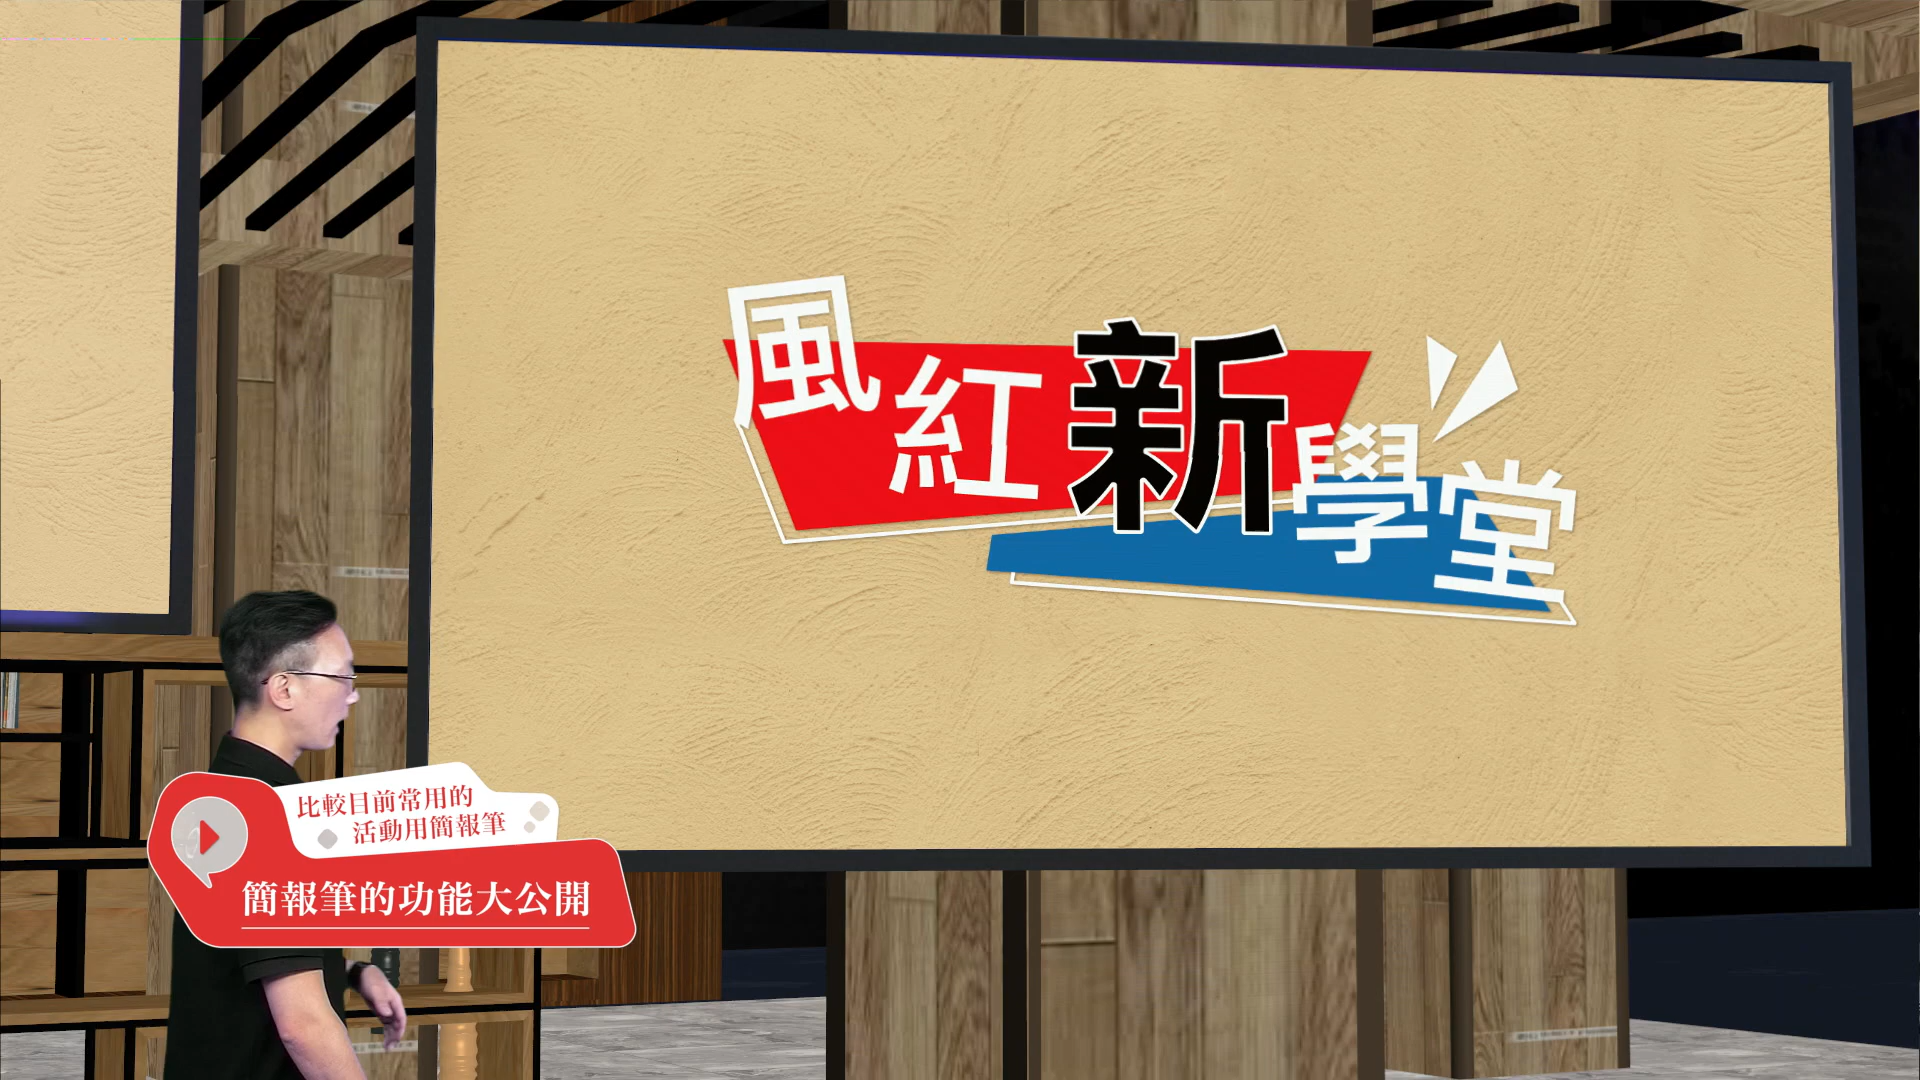 風紅新學堂
比較目前常用的
活動用簡報筆
簡報筆的功能大公開